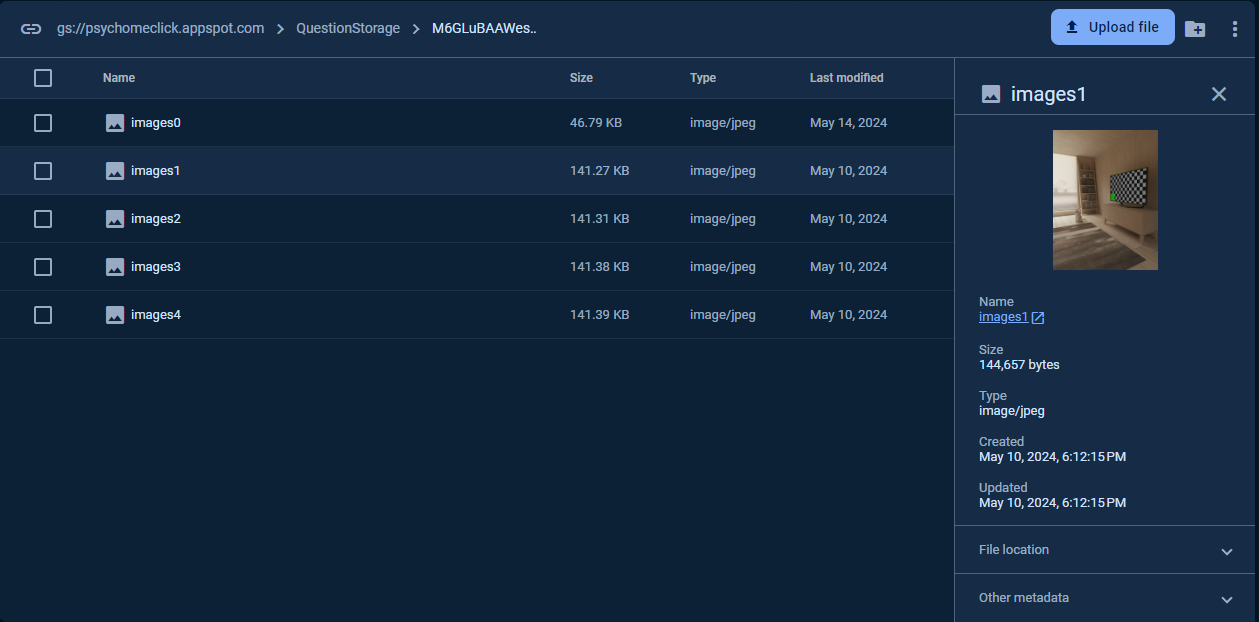 gs://psychomeclick.appspot.com > QuestionStorage > M6GLuBAAWes..
Upload file
Name Size Type Last modified
images0 46.79 KB image/jpeg May 14, 2024
images1 141.27 KB image/jpeg May 10, 2024
images2 141.31 KB image/jpeg May 10, 2024
images3 141.38 KB image/jpeg May 10, 2024
images4 141.39 KB image/jpeg May 10, 2024
images1
Name
images1
Size
144,657 bytes
Type
image/jpeg
Created
May 10, 2024, 6:12:15 PM
Updated
May 10, 2024, 6:12:15 PM
File location
Other metadata